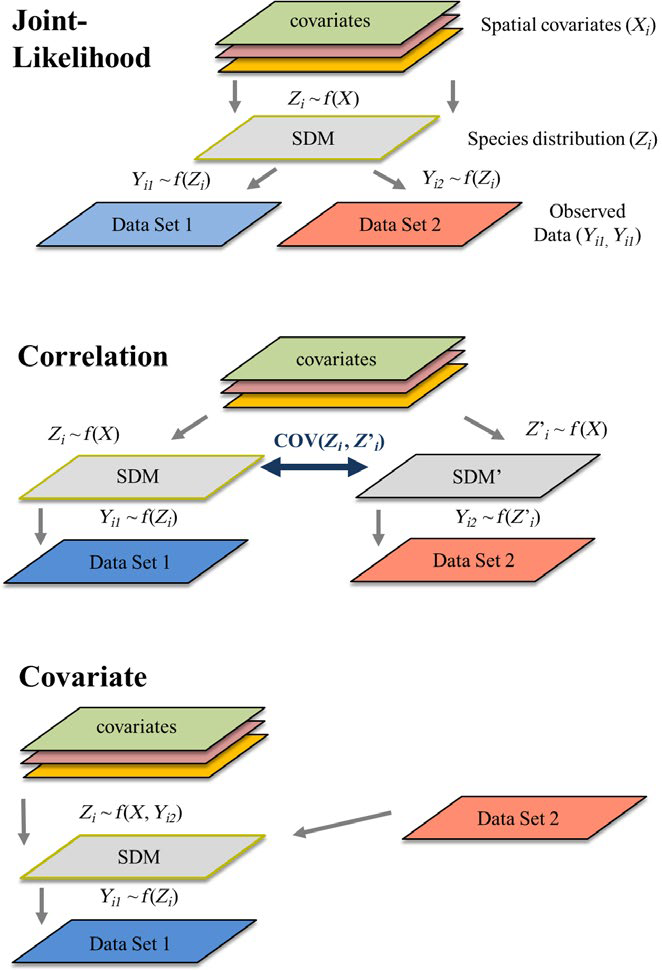 Joint-
Likelihood
covariates
Spatial covariates (Xi)
Zi ~ f(X)
SDM
Species distribution (Zi)
Yi1 ~ f(Zi)
Yi2 ~ f(Zi)
Data Set 1
Data Set 2
Observed
Data (Yi1, Yi1)
Correlation
covariates
Zi ~ f(X)
COV(Zi, Z’i)
Z'i ~ f(X)
SDM
SDM’
Yi1 ~ f(Zi)
Yi2 ~ f(Z’i)
Data Set 1
Data Set 2
Covariate
covariates
Zi ~ f(X, Yi2)
Data Set 2
SDM
Yi1 ~ f(Zi)
Data Set 1